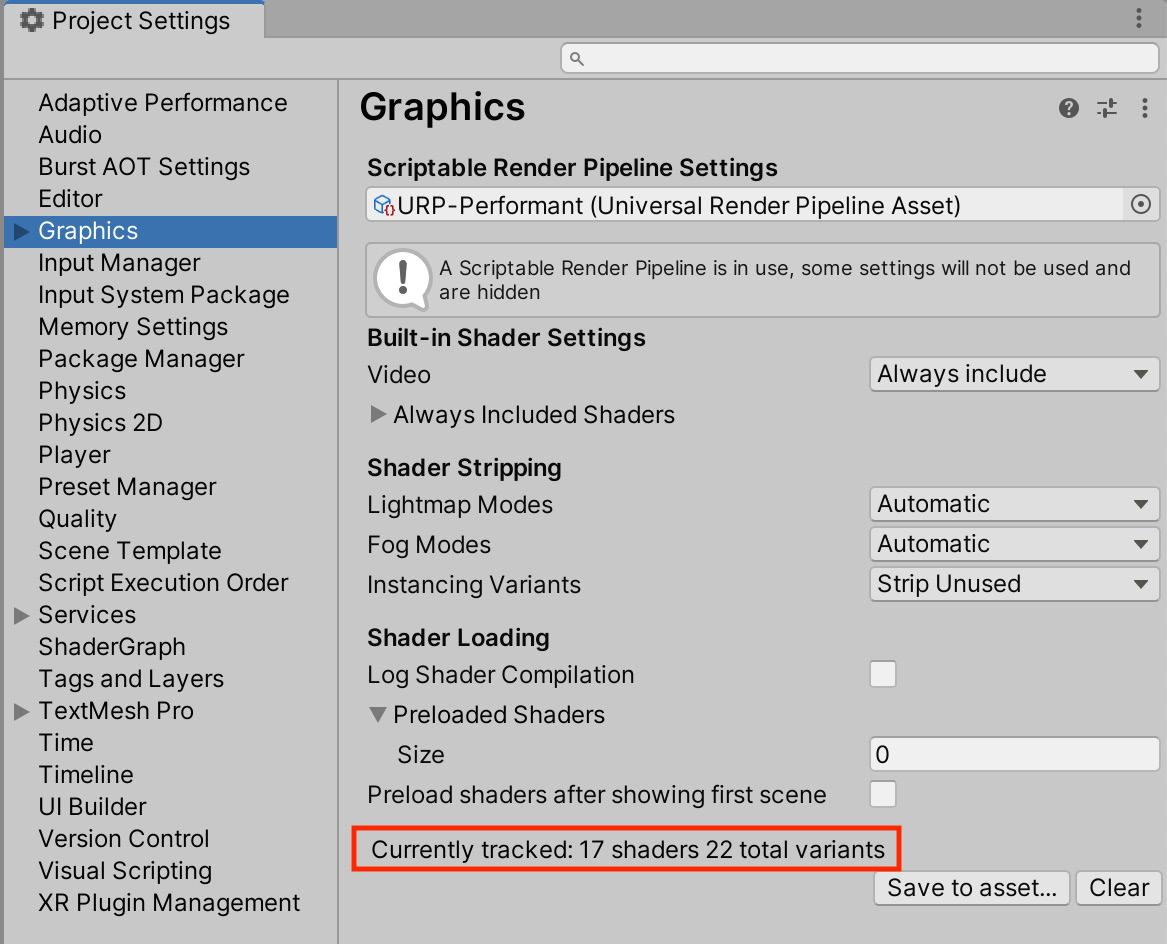 Project Settings
Adaptive Performance
Audio
Burst AOT Settings
Editor
Graphics
Input Manager
Input System Package
Memory Settings
Package Manager
Physics
Physics 2D
Player
Preset Manager
Quality
Scene Template
Script Execution Order
Services
ShaderGraph
Tags and Layers
TextMesh Pro
Time
Timeline
UI Builder
Version Control
Visual Scripting
XR Plugin Management
Graphics
Scriptable Render Pipeline Settings
URP-Performant (Universal Render Pipeline Asset)
A Scriptable Render Pipeline is in use, some settings will not be used and
are hidden
Built-in Shader Settings
Video Always include
Always Included Shaders
Shader Stripping
Lightmap Modes Automatic
Fog Modes Automatic
Instancing Variants Strip Unused
Shader Loading
Log Shader Compilation
Preloaded Shaders
Size 0
Preload shaders after showing first scene
Currently tracked: 17 shaders 22 total variants
Save to asset... Clear